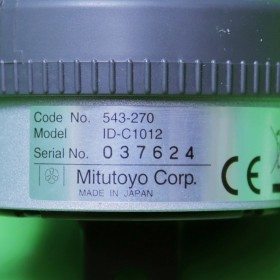 Code No. 543-270
Model ID-C1012
Serial No. 037624
Mitutoyo Corp.
MADE IN JAPAN
CE